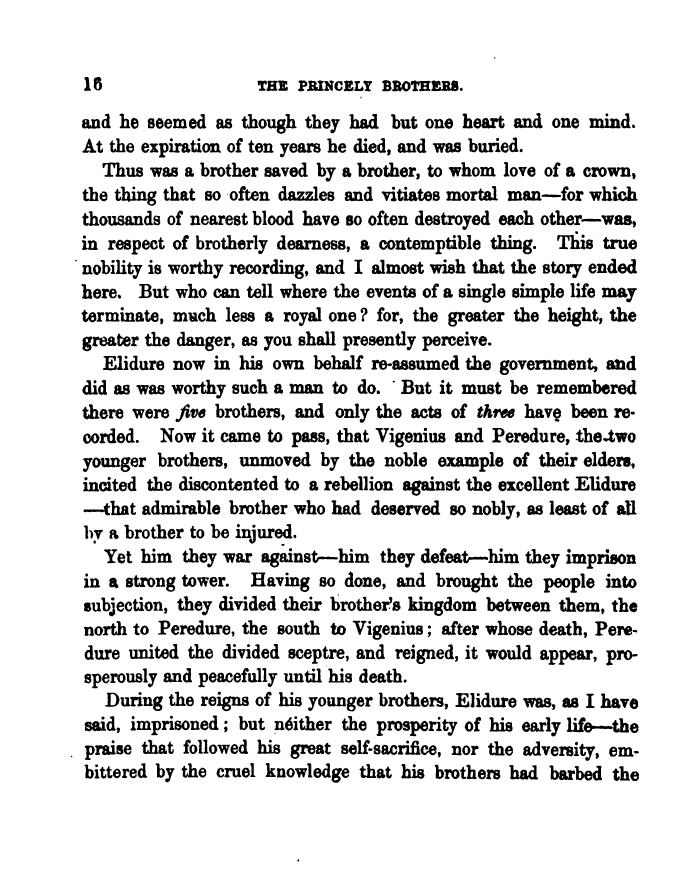 16 THE PRINCELY BROTHERS.
and he seemed as though they had but one heart and one mind.
At the expiration of ten years he died, and was buried.
Thus was a brother saved by a brother, to whom love of a crown,
the thing that so often dazzles and vitiates mortal man—for which
thousands of nearest blood have so often destroyed each other—was,
in respect of brotherly dearness, a contemptible thing. This true
nobility is worthy recording, and I almost wish that the story ended
here. But who can tell where the events of a single simple life may
terminate, much less a royal one? for, the greater the height, the
greater the danger, as you shall presently perceive.
Elidure now in his own behalf re-assumed the government, and
did as was worthy such a man to do. But it must be remembered
there were five brothers, and only the acts of three have been re-
corded. Now it came to pass, that Vigenius and Peredure, the two
younger brothers, unmoved by the noble example of their elders,
incited the discontented to a rebellion against the excellent Elidure
—that admirable brother who had deserved so nobly, as least of all
by a brother to be injured.
Yet him they war against—him they defeat—him they imprison
in a strong tower. Having so done, and brought the people into
subjection, they divided their brother's kingdom between them, the
north to Peredure, the south to Vigenius; after whose death, Pere-
dure united the divided sceptre, and reigned, it would appear, pro-
sperously and peacefully until his death.
During the reigns of his younger brothers, Elidure was, as I have
said, imprisoned; but neither the prosperity of his early life—the
praise that followed his great self-sacrifice, nor the adversity, em-
bittered by the cruel knowledge that his brothers had barbed the